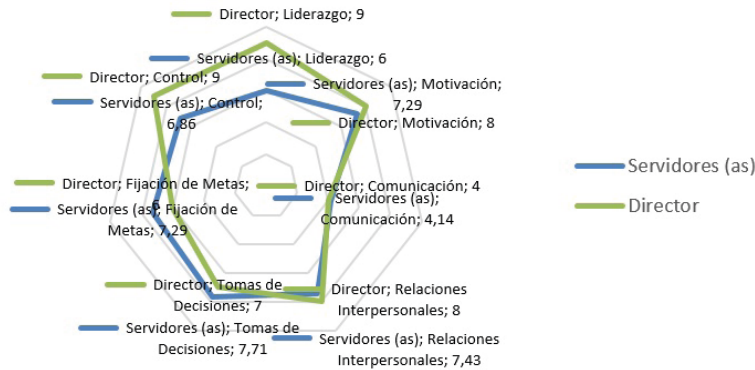 Director; Liderazgo; 9
Servidores (as); Liderazgo; 6
Director; Control; 9
Servidores (as); Motivación;
7,29
Servidores (as); Control;
6,86
Director; Motivación; 8
Director; Fijación de Metas;
6
Director; Comunicación; 4
Servidores (as);
Comunicación; 4,14
Servidores (as); Fijación de
Metas; 7,29
Director; Tomas de
Decisiones; 7
Director; Relaciones
Interpersonales; 8
Servidores (as); Tomas de
Decisiones; 7,71
Servidores (as); Relaciones
Interpersonales; 7,43
Servidores (as)
Director